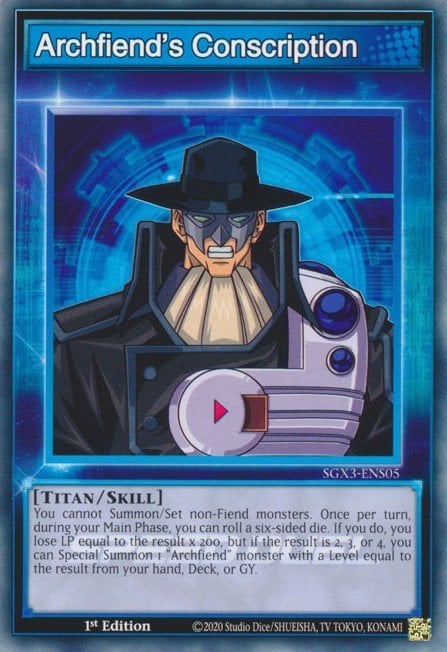 Archfiend's Conscription
SGX3-ENS05
[TITAN/SKILL]
You cannot Summon/Set non-Fiend monsters. Once per turn,
during your Main Phase, you can roll a six-sided die. If you do, you
lose LP equal to the result x 200, but if the result is 2, 3, or 4, you
can Special Summon 1 "Archfiend" monster with a Level equal to
the result from your hand, Deck, or GY.
1st Edition
©2020 Studio Dice/SHUEISHA, TV TOKYO, KONAMI